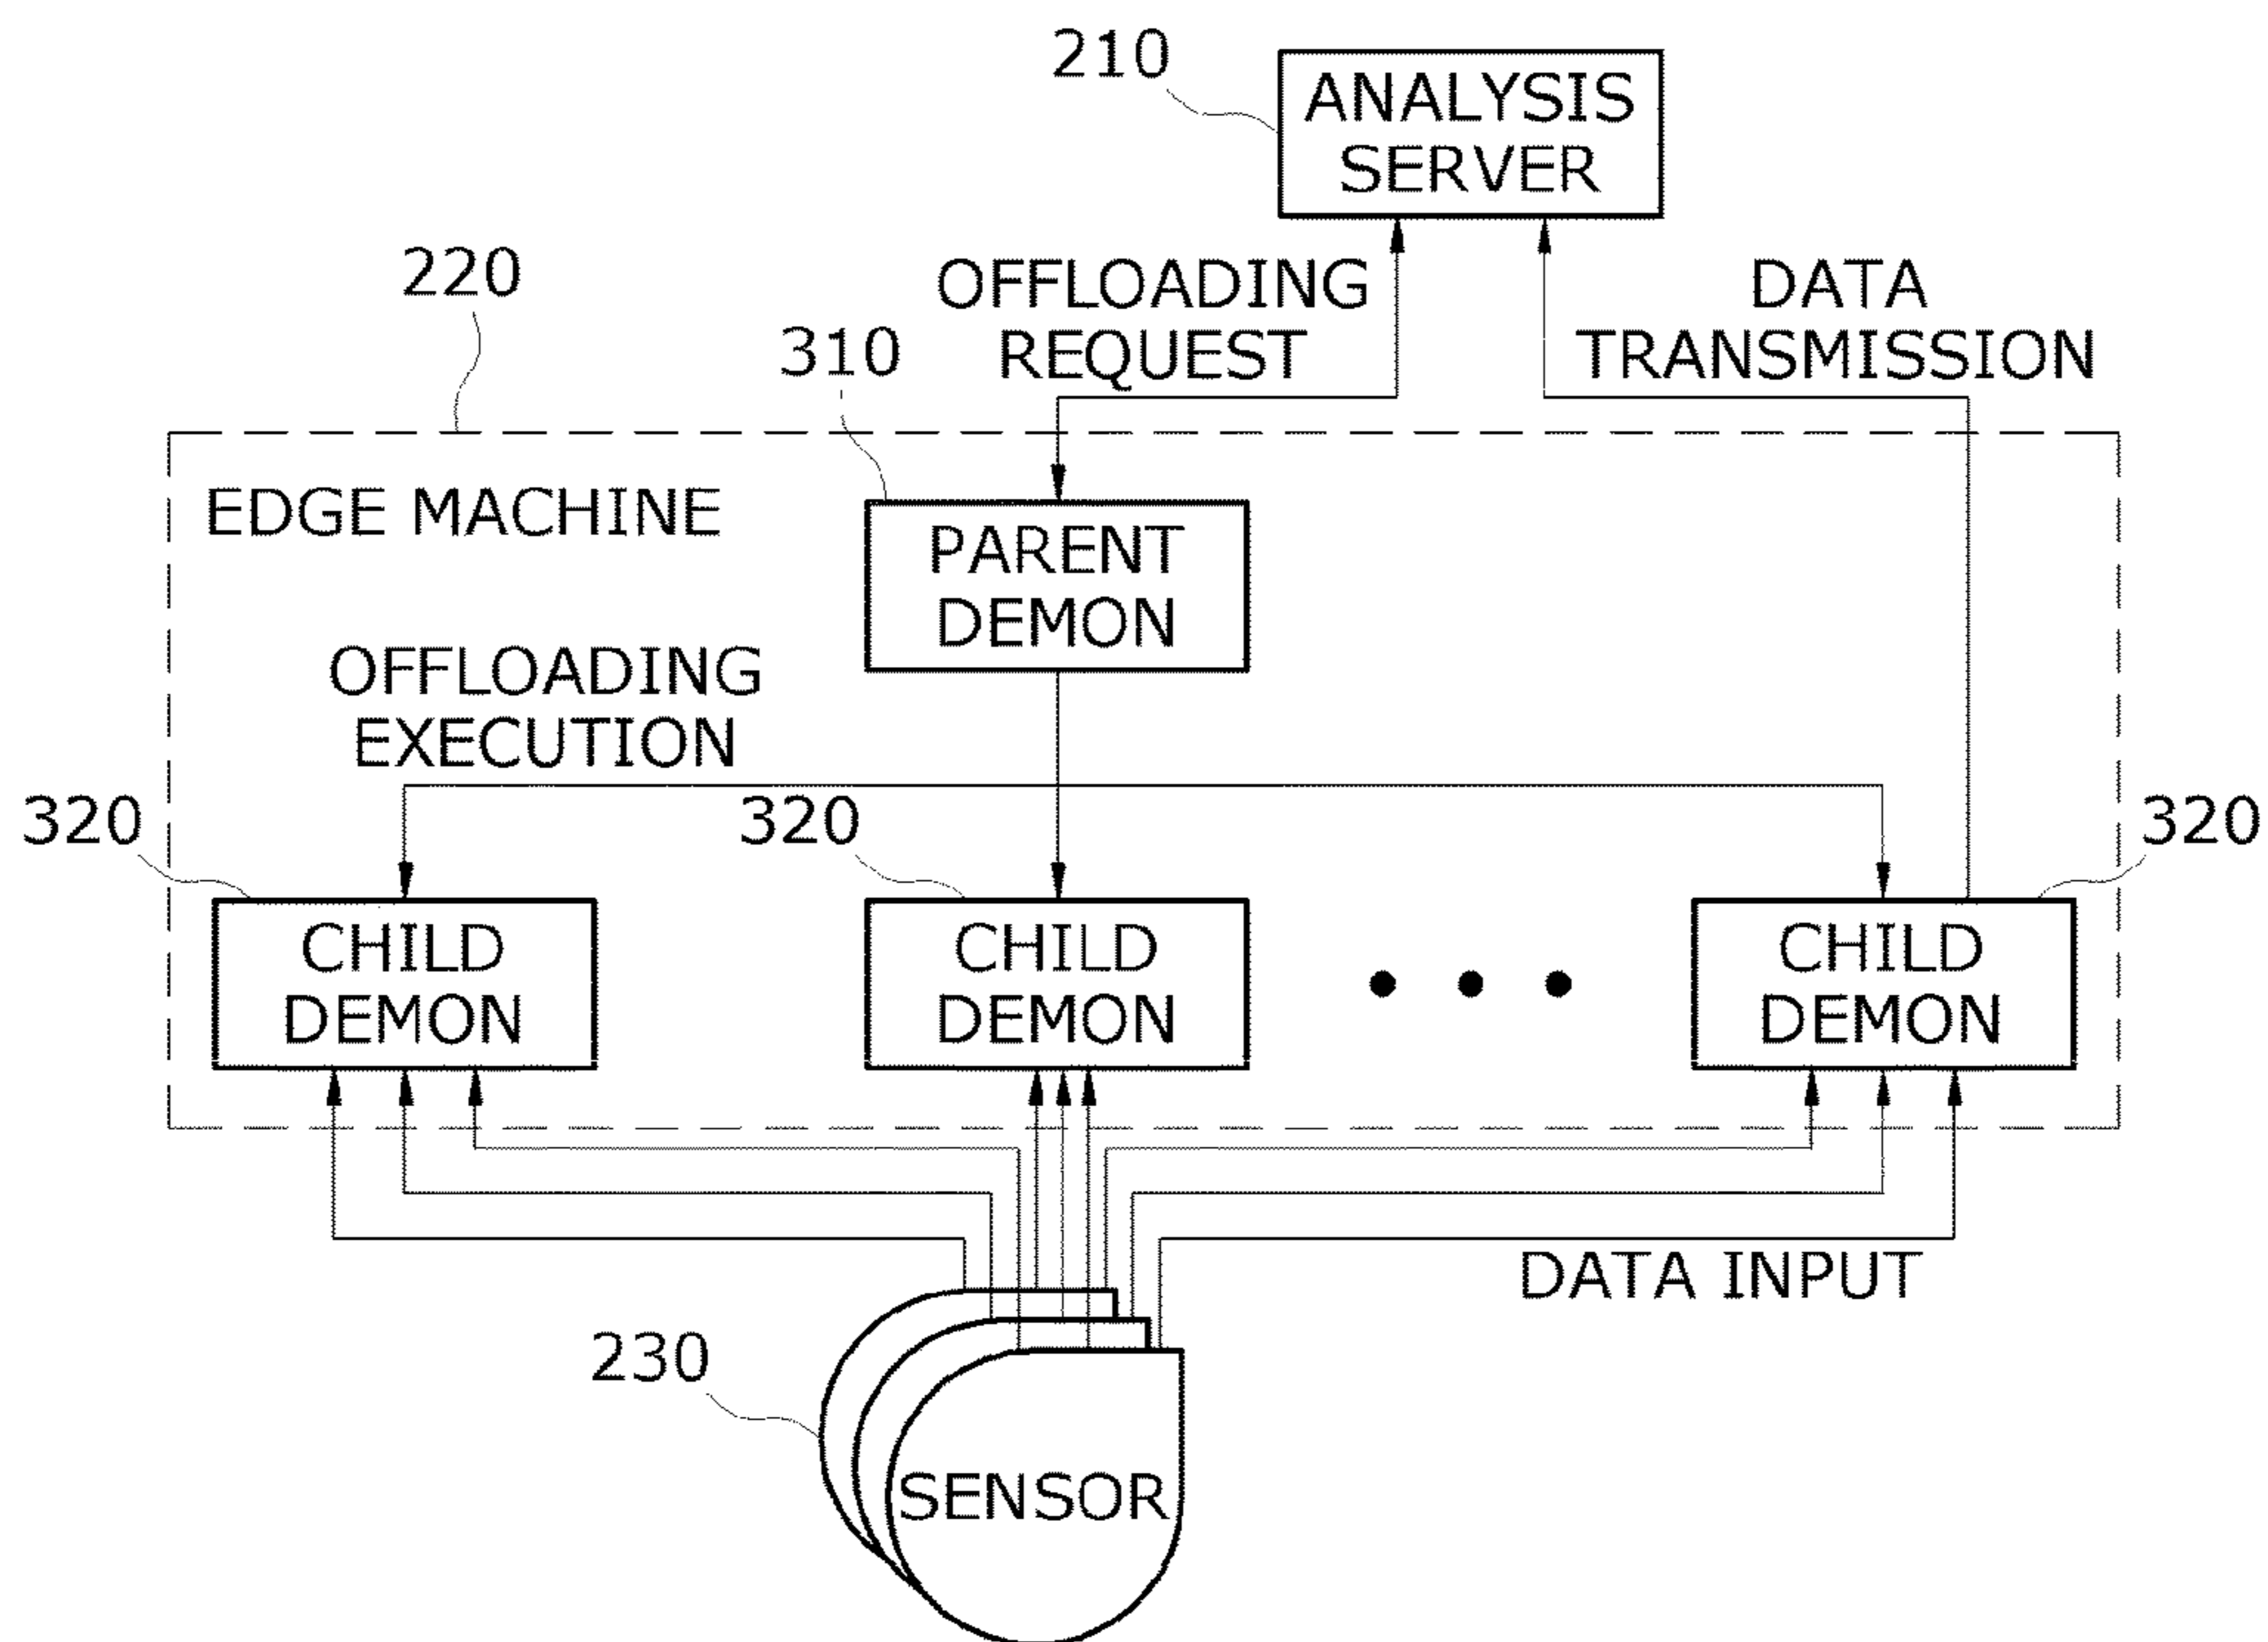 210
ANALYSIS
SERVER
220
OFFLOADING
REQUEST
DATA
TRANSMISSION
310
EDGE MACHINE
PARENT
DEMON
OFFLOADING
EXECUTION
320
320
320
CHILD
DEMON
CHILD
DEMON
CHILD
DEMON
DATA INPUT
230
SENSOR